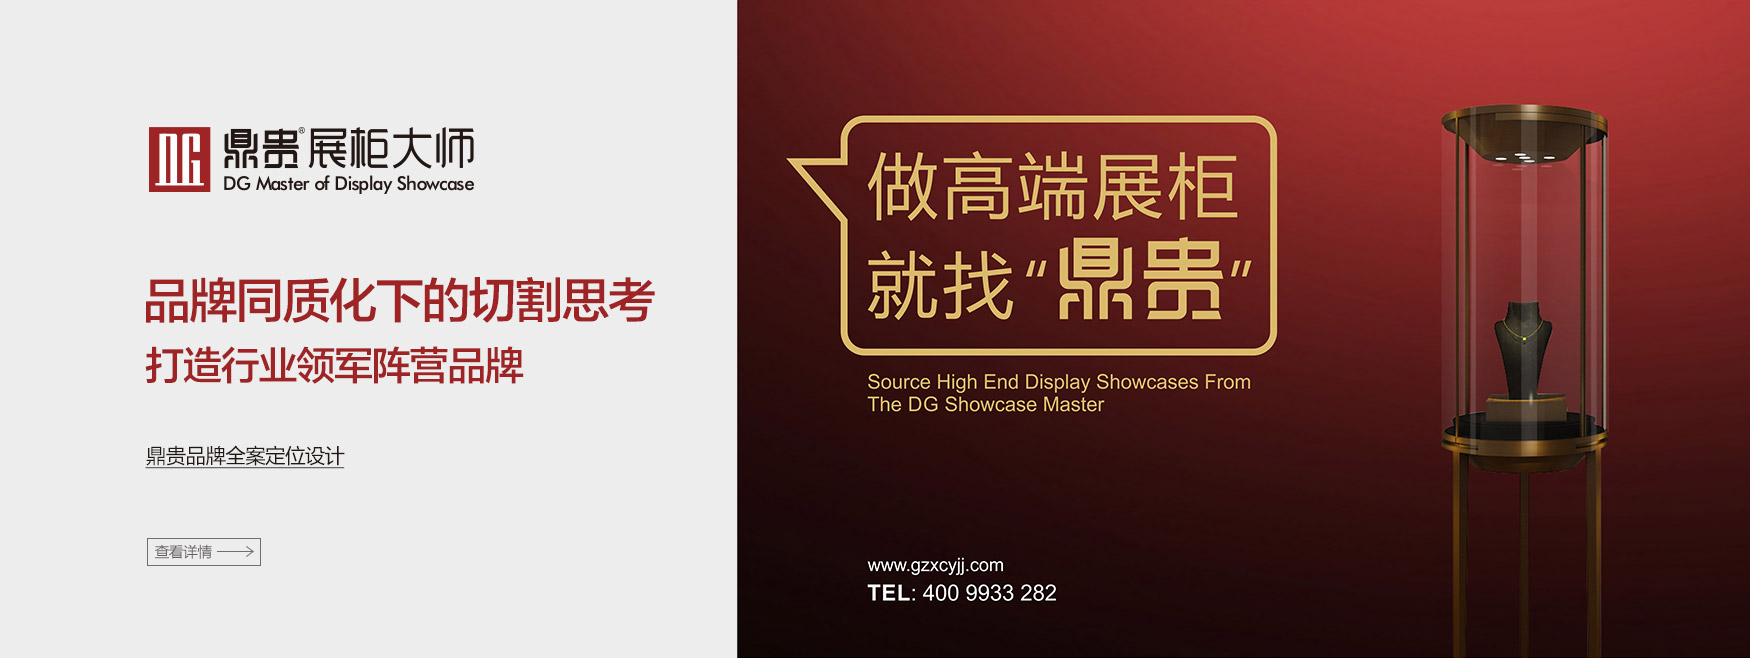 DG
鼎贵®展柜大师
DG Master of Display Showcase
品牌同质化下的切割思考
打造行业领军阵营品牌
鼎贵品牌全案定位设计
查看详情
做高端展柜
就找“鼎贵”
Source High End Display Showcases From
The DG Showcase Master
www.gzxcyjj.com
TEL: 400 9933 282